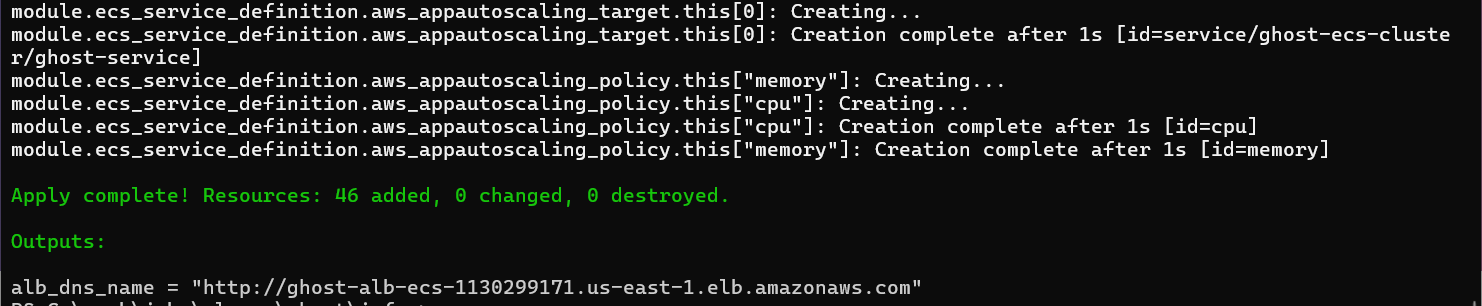 module.ecs_service_definition.aws_appautoscaling_target.this[0]: Creating...
module.ecs_service_definition.aws_appautoscaling_target.this[0]: Creation complete after 1s [id=service/ghost-ecs-cluste
r/ghost-service]
module.ecs_service_definition.aws_appautoscaling_policy.this["memory"]: Creating...
module.ecs_service_definition.aws_appautoscaling_policy.this["cpu"]: Creating...
module.ecs_service_definition.aws_appautoscaling_policy.this["cpu"]: Creation complete after 1s [id=cpu]
module.ecs_service_definition.aws_appautoscaling_policy.this["memory"]: Creation complete after 1s [id=memory]
Apply complete! Resources: 46 added, 0 changed, 0 destroyed.
Outputs:
alb_dns_name = "http://ghost-alb-ecs-1130299171.us-east-1.elb.amazonaws.com"